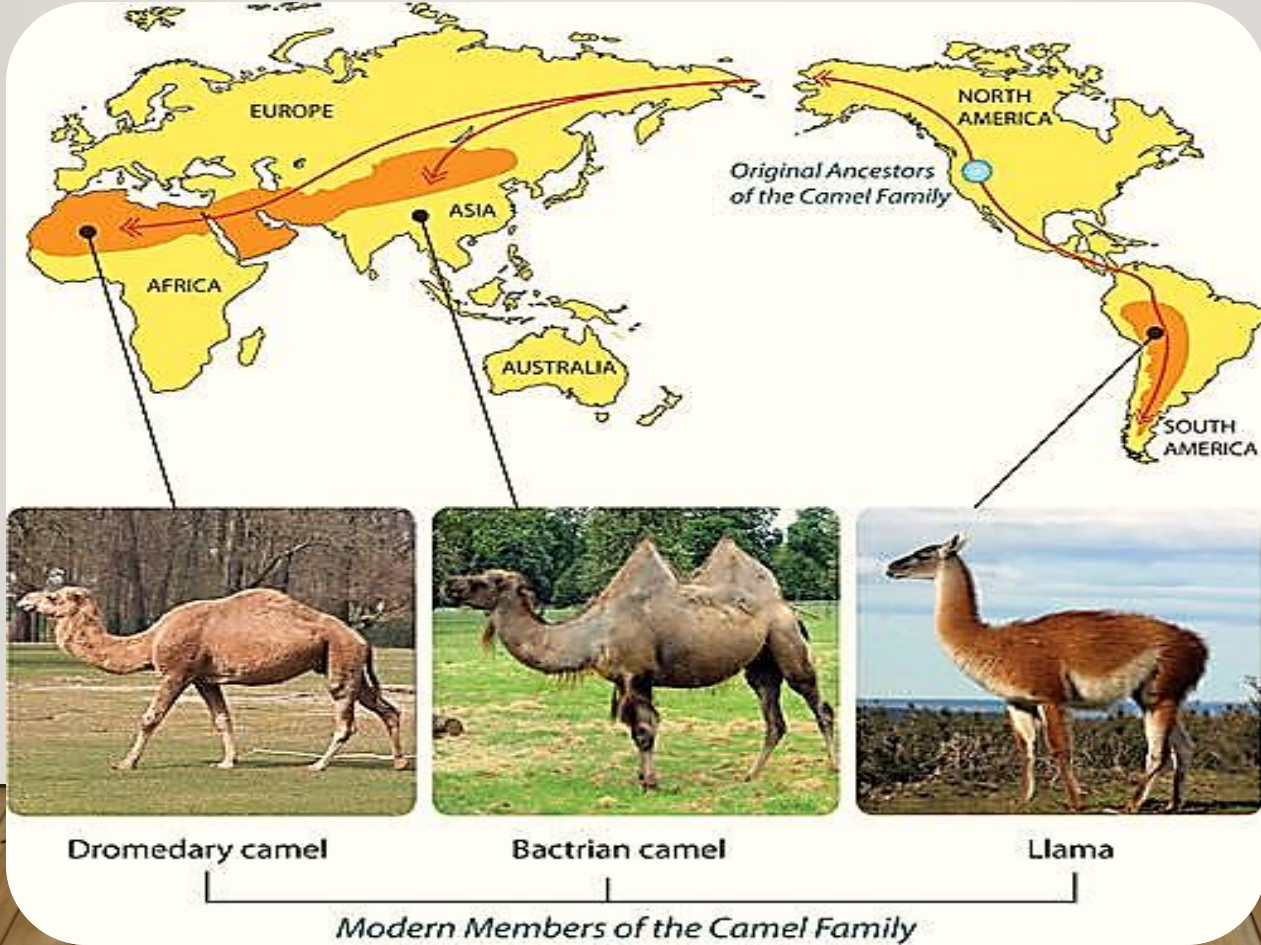 EUROPE
NORTH
AMERICA
Original Ancestors
of the Camel Family
ASIA
AFRICA
AUSTRALIA
SOUTH
AMERICA
Dromedary camel
Bactrian camel
Llama
Modern Members of the Camel Family